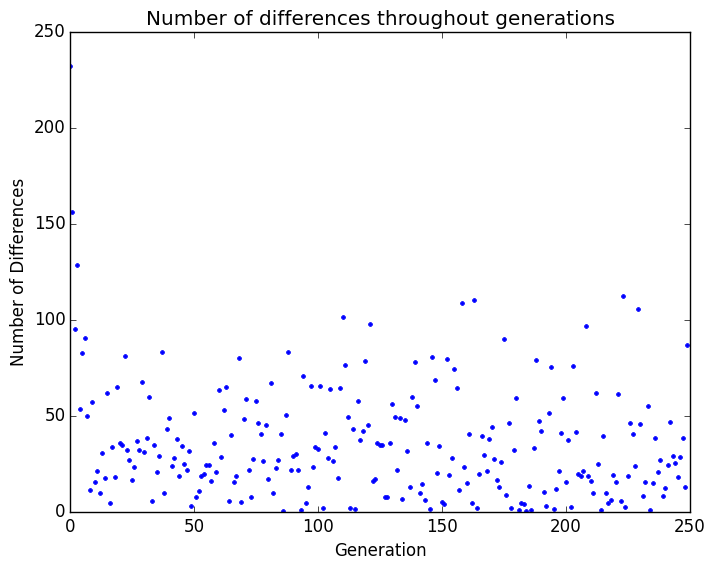 Number of differences throughout generations
250
200
150
100
50
0
Number of Differences
0 50 100 150 200 250
Generation